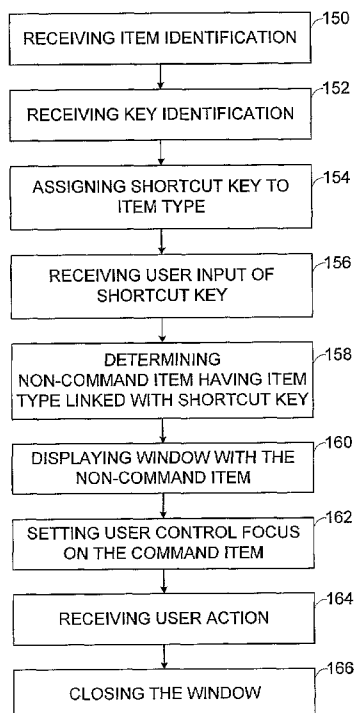 150
RECEIVING ITEM IDENTIFICATION
152
RECEIVING KEY IDENTIFICATION
154
ASSIGNING SHORTCUT KEY TO
ITEM TYPE
156
RECEIVING USER INPUT OF
SHORTCUT KEY
158
DETERMINING
NON-COMMAND ITEM HAVING ITEM
TYPE LINKED WITH SHORTCUT KEY
160
DISPLAYING WINDOW WITH THE
NON-COMMAND ITEM
162
SETTING USER CONTROL FOCUS
ON THE COMMAND ITEM
164
RECEIVING USER ACTION
166
CLOSING THE WINDOW